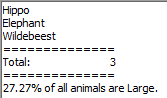 Hippo
Elephant
Wildebeest
==============
Total: 3
==============
27.27% of all animals are Large.